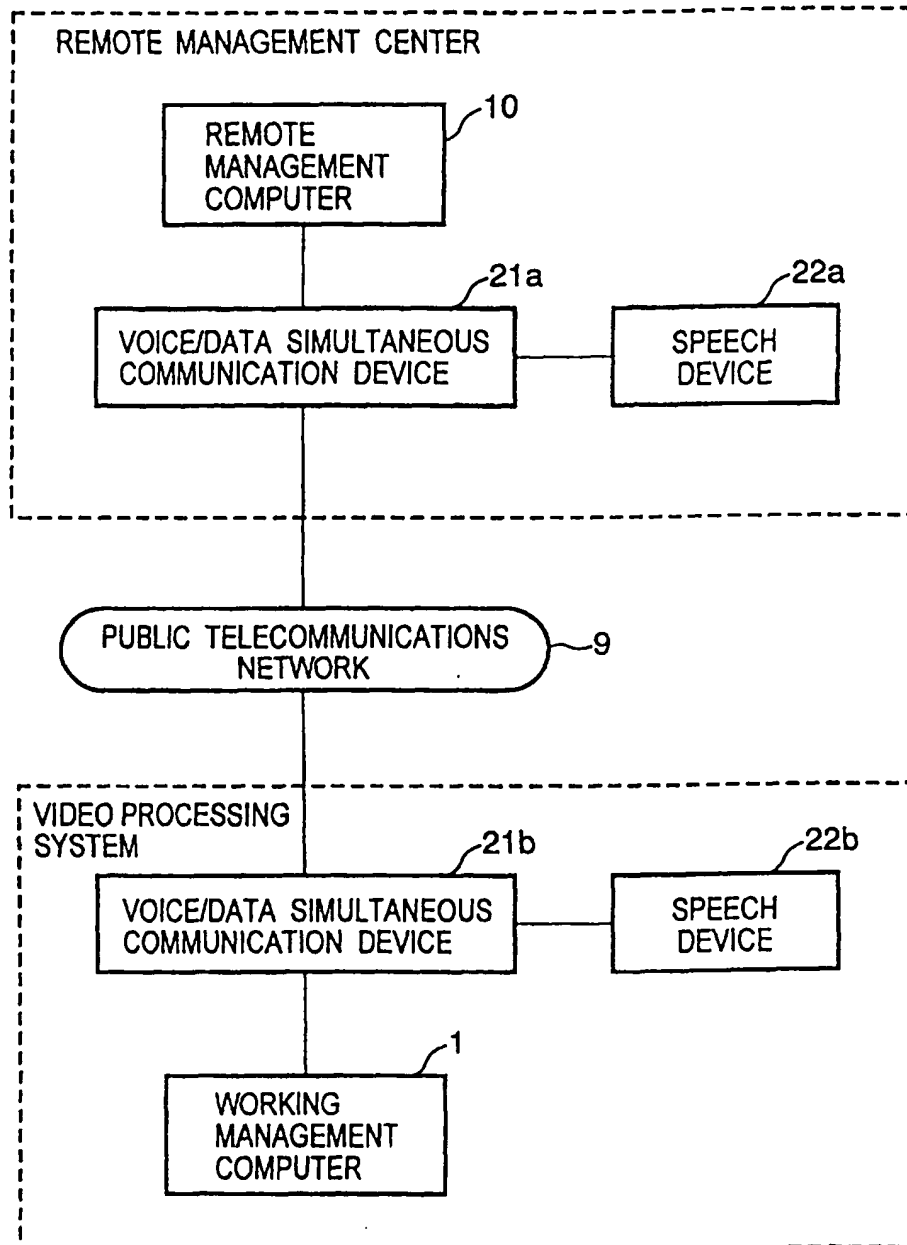 REMOTE MANAGEMENT CENTER
10
REMOTE
MANAGEMENT
COMPUTER
21a
22a
VOICE/DATA SIMULTANEOUS
COMMUNICATION DEVICE
SPEECH
DEVICE
PUBLIC TELECOMMUNICATIONS
NETWORK
9
VIDEO PROCESSING
SYSTEM
21b
22b
VOICE/DATA SIMULTANEOUS
COMMUNICATION DEVICE
SPEECH
DEVICE
1
WORKING
MANAGEMENT
COMPUTER